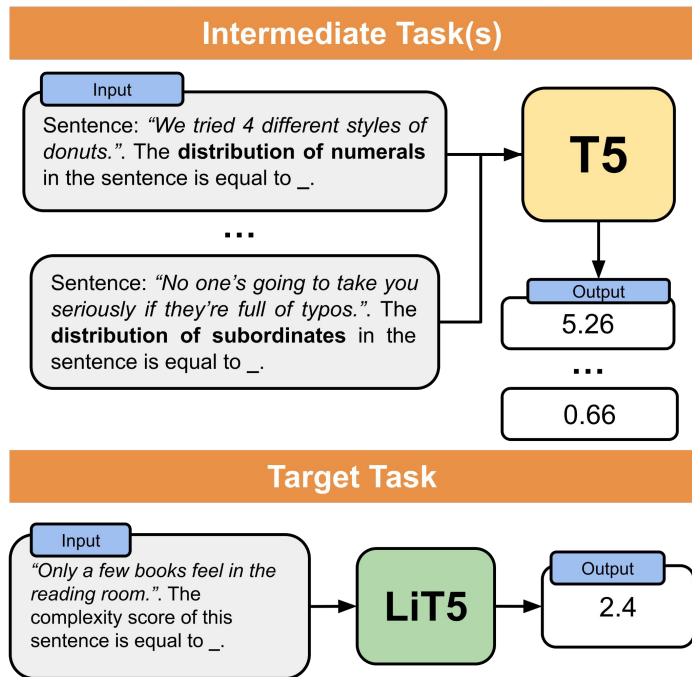 Intermediate Task(s)
Input
Sentence: “We tried 4 different styles of
donuts.”. The distribution of numerals
in the sentence is equal to _.
T5
...
Sentence: “No one’s going to take you
seriously if they’re full of typos.”. The
distribution of subordinates in the
sentence is equal to _.
Output
5.26
...
0.66
Target Task
Input
“Only a few books feel in the
reading room.”. The
complexity score of this
sentence is equal to _.
LiT5
Output
2.4